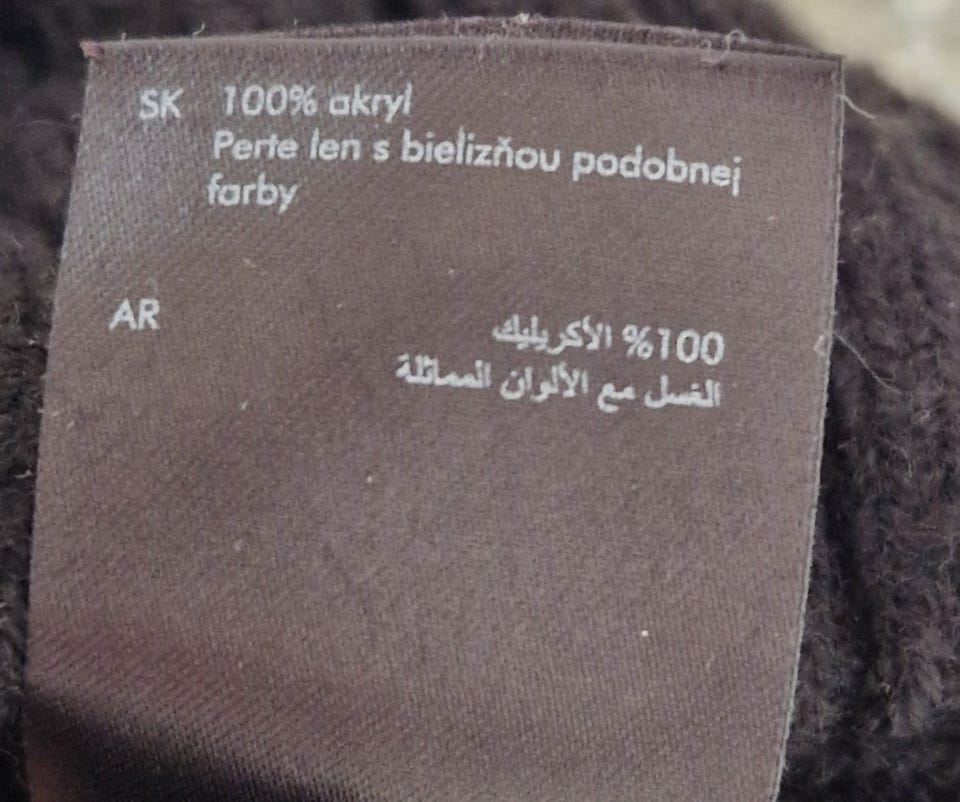 SK 100% akryl
Perte len s bielizňou podobnej
farby
AR
100% الأكريليك
الغسل مع الألوان المماثلة